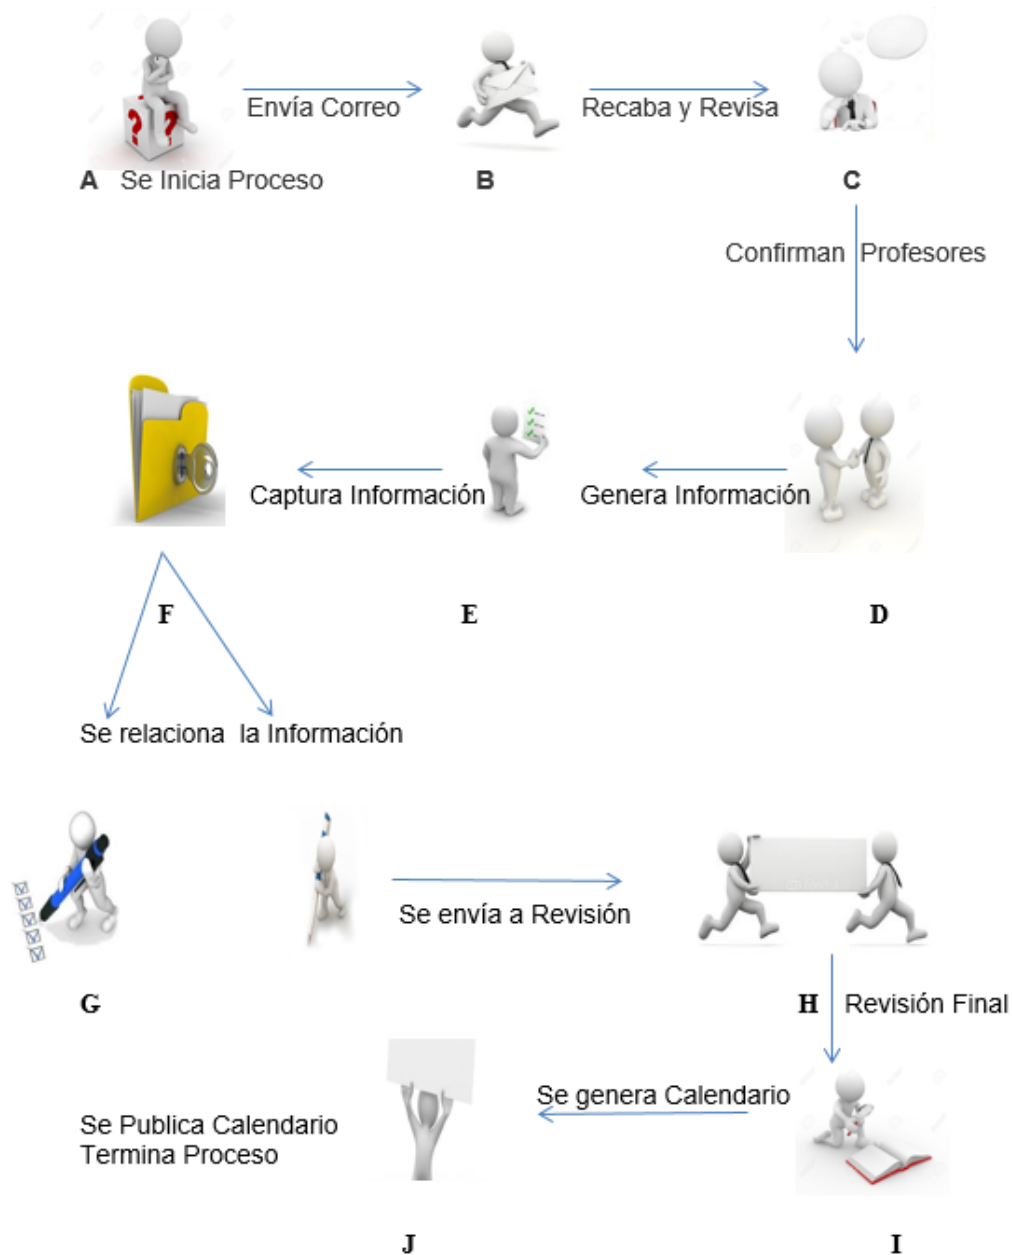 Envía Correo
Recaba y Revisa
A Se Inicia Proceso
B
C
Confirman Profesores
Captura Información
Genera Información
F
E
D
Se relaciona la Información
Se envía a Revisión
G
H Revisión Final
Se genera Calendario
Se Publica Calendario
Termina Proceso
J
I